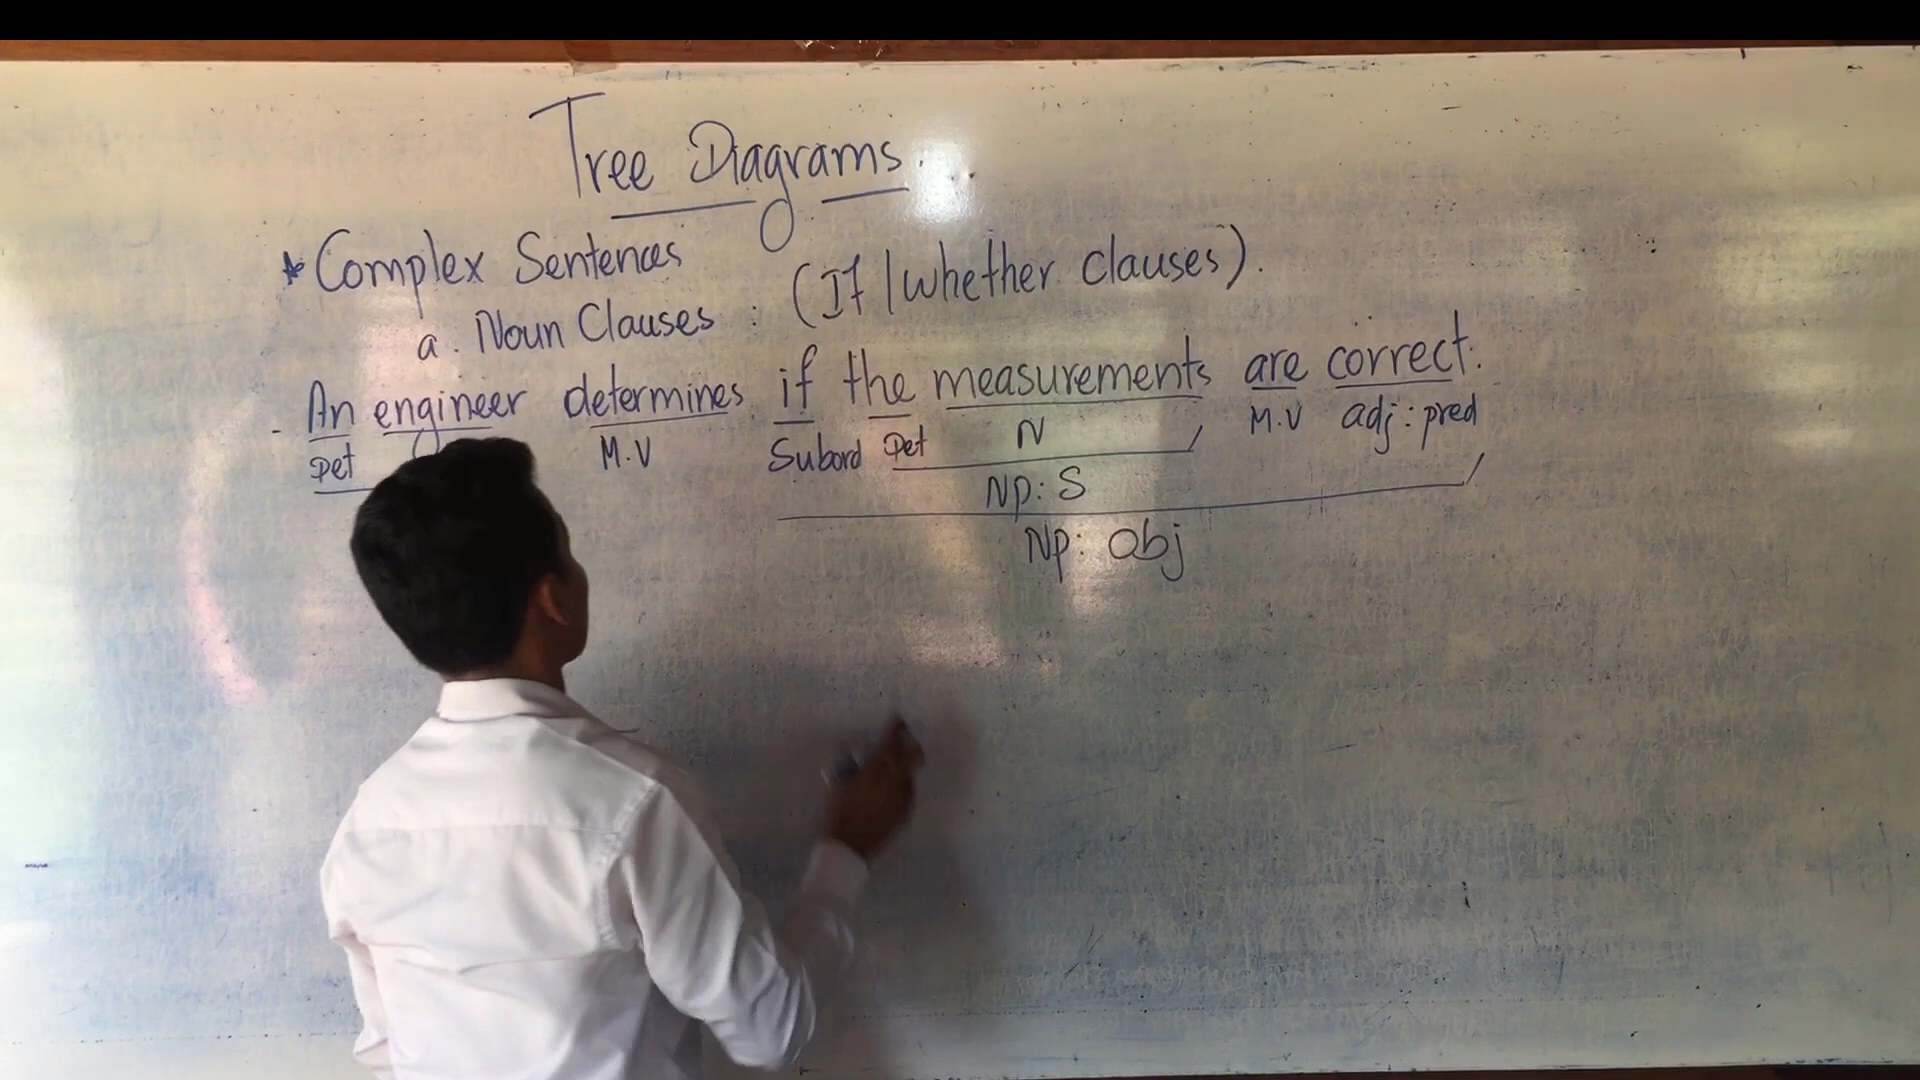 Tree Diagrams.
* Complex Sentences
a. Noun Clauses : (If / whether clauses).
- An engineer determines if the measurements are correct.
Det M.V Subord Det N M.V adj: pred
Np: S
Np: Obj